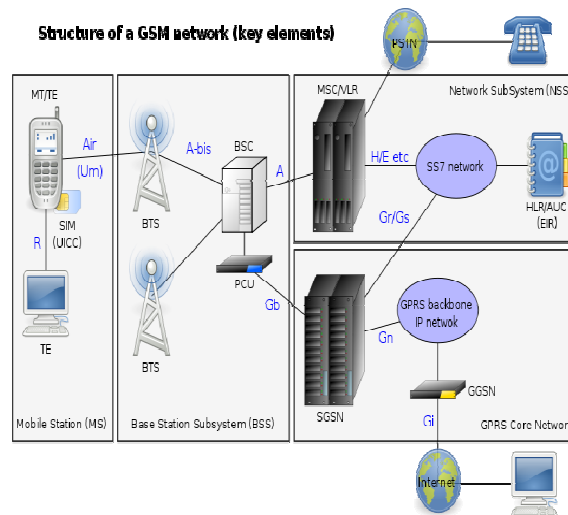 Structure of a GSM network (key elements)
PSTN
MT/TE
MSC/VLR
Network SubSystem (NSS
Air
(Um)
A-bis
BSC
A
H/E etc
SS7 network
SIM
(UICC)
BTS
HLR/AUC
(EIR)
Gr/Gs
R
PCU
Gb
GPRS backbone
IP netwok
Gn
TE
BTS
GGSN
SGSN
Gi
Mobile Station (MS)
Base Station Subsystem (BSS)
GPRS Core Networ
Internet